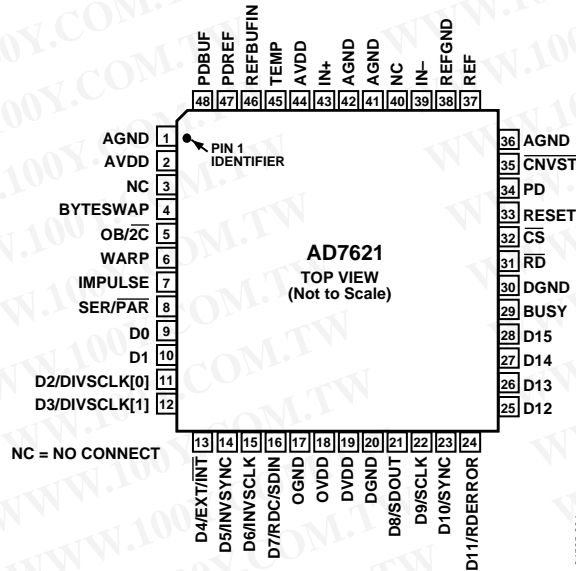 48 PDBUF
47 PDREF
46 REFBUFIN
45 TEMP
44 AVDD
43 IN+
42 AGND
41 AGND
40 NC
39 IN–
38 REFGND
37 REF
AGND 1
AVDD 2
NC 3
BYTESWAP 4
OB/2C 5
WARP 6
IMPULSE 7
SER/PAR 8
D0 9
D1 10
D2/DIVSCLK[0] 11
D3/DIVSCLK[1] 12
PIN 1
IDENTIFIER
AD7621
TOP VIEW
(Not to Scale)
36 AGND
35 CNVST
34 PD
33 RESET
32 CS
31 RD
30 DGND
29 BUSY
28 D15
27 D14
26 D13
25 D12
NC = NO CONNECT
13 D4/EXT/INT
14 D5/INVSYNC
15 D6/INVSCLK
16 D7/RDC/SDIN
17 OGND
18 OVDD
19 DVDD
20 DGND
21 D8/SDOUT
22 D9/SCLK
23 D10/SYNC
24 D11/RDERROR
WWW.100Y.COM.TW